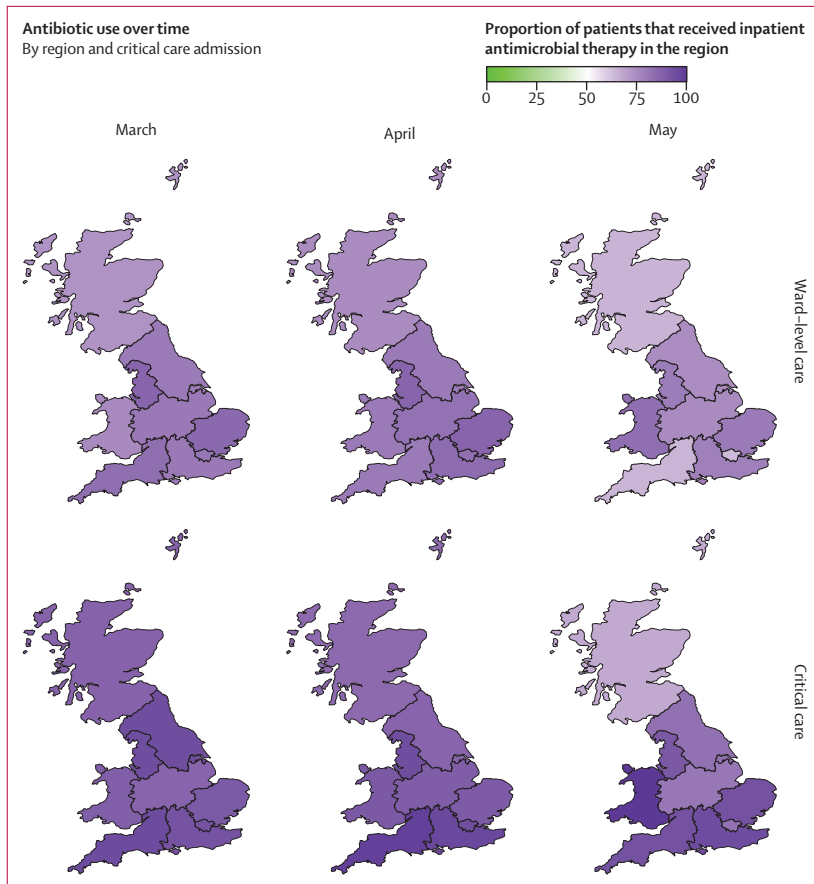 Antibiotic use over time
By region and critical care admission
Proportion of patients that received inpatient
antimicrobial therapy in the region
0 25 50 75 100
March
April
May
Ward–level care
Critical care